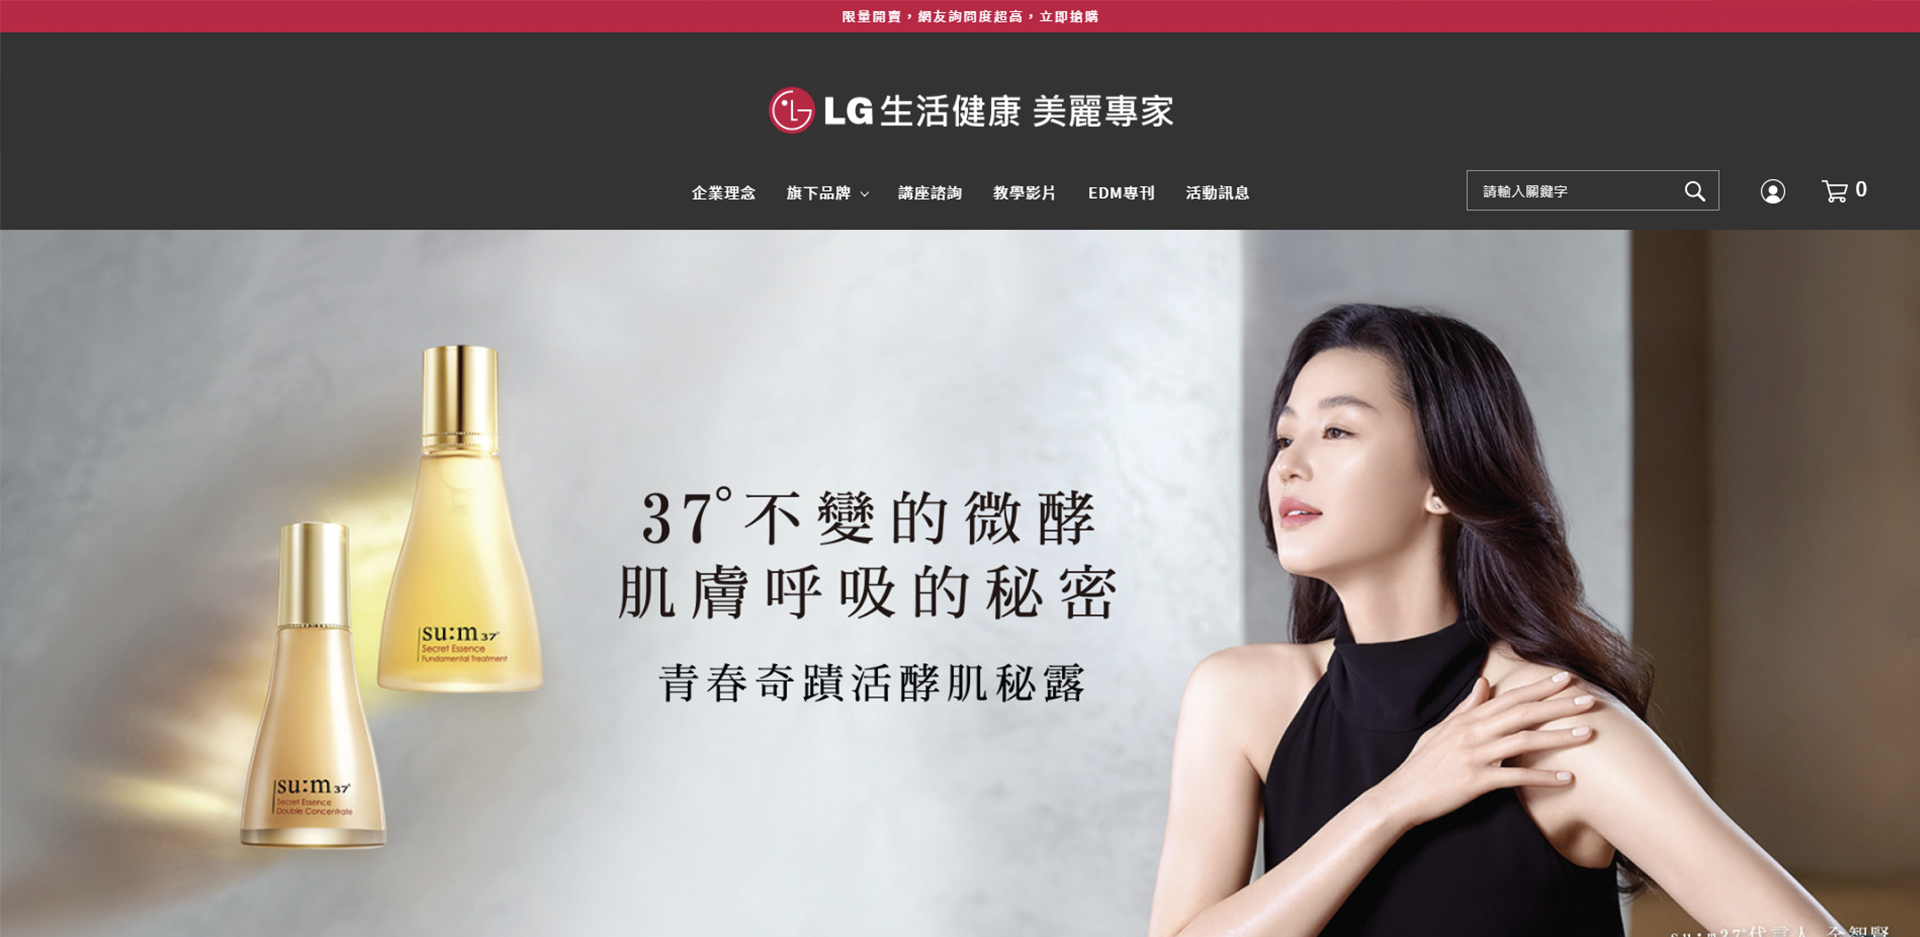 限量開賣，網友詢問度超高，立即搶購
LG 生活健康 美麗專家
企業理念
旗下品牌
講座諮詢
教學影片
EDM專刊
活動訊息
請輸入關鍵字
0
37°不變的微酵
肌膚呼吸的秘密
青春奇蹟活酵肌秘露
su:m37°
Secret Essence
Fundamental Treatment
su:m37°
Secret Essence
Double Concentrate
su:m37°代言人 全智賢